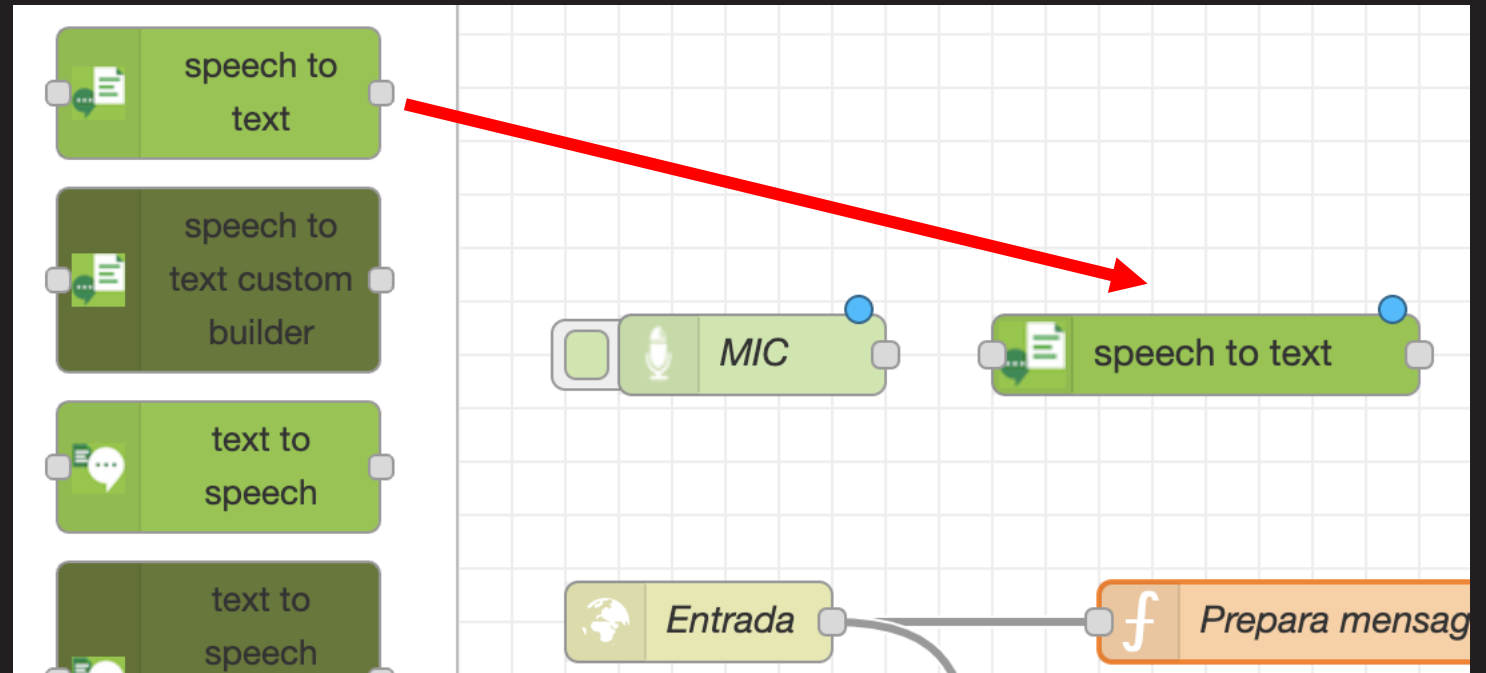 speech to
text
speech to
text custom
builder
text to
speech
text to
speech
MIC
speech to text
Entrada
Prepara mensag